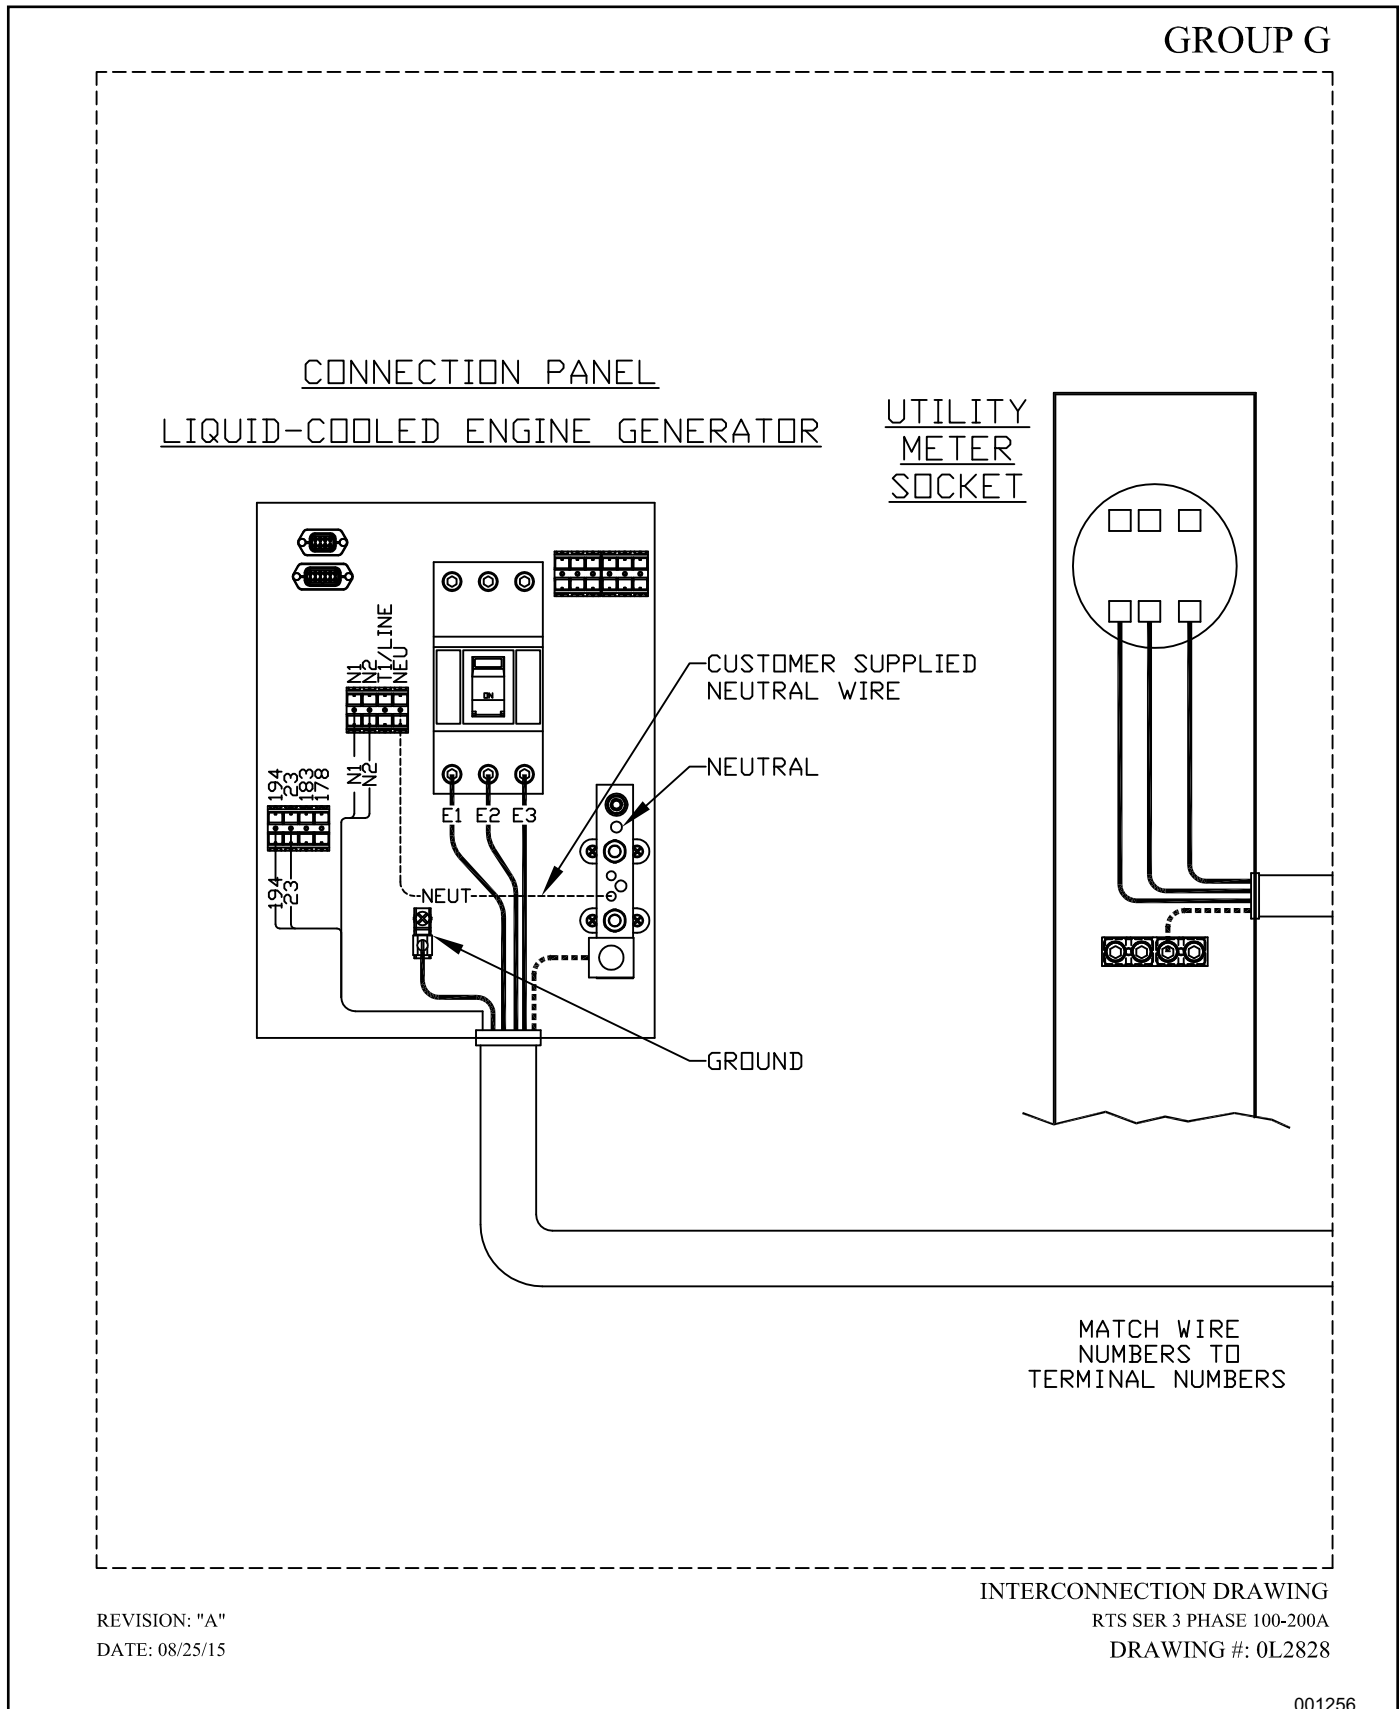 GROUP G
CONNECTION PANEL
LIQUID-COOLED ENGINE GENERATOR
UTILITY
METER
SOCKET
N1
N2
T1/LINE
NEU
ON
CUSTOMER SUPPLIED
NEUTRAL WIRE
NEUTRAL
194
23
183
178
N1
N2
E1 E2 E3
194
23
NEUT
GROUND
MATCH WIRE
NUMBERS TO
TERMINAL NUMBERS
INTERCONNECTION DRAWING
REVISION: "A"
RTS SER 3 PHASE 100-200A
DATE: 08/25/15
DRAWING #: 0L2828
001256